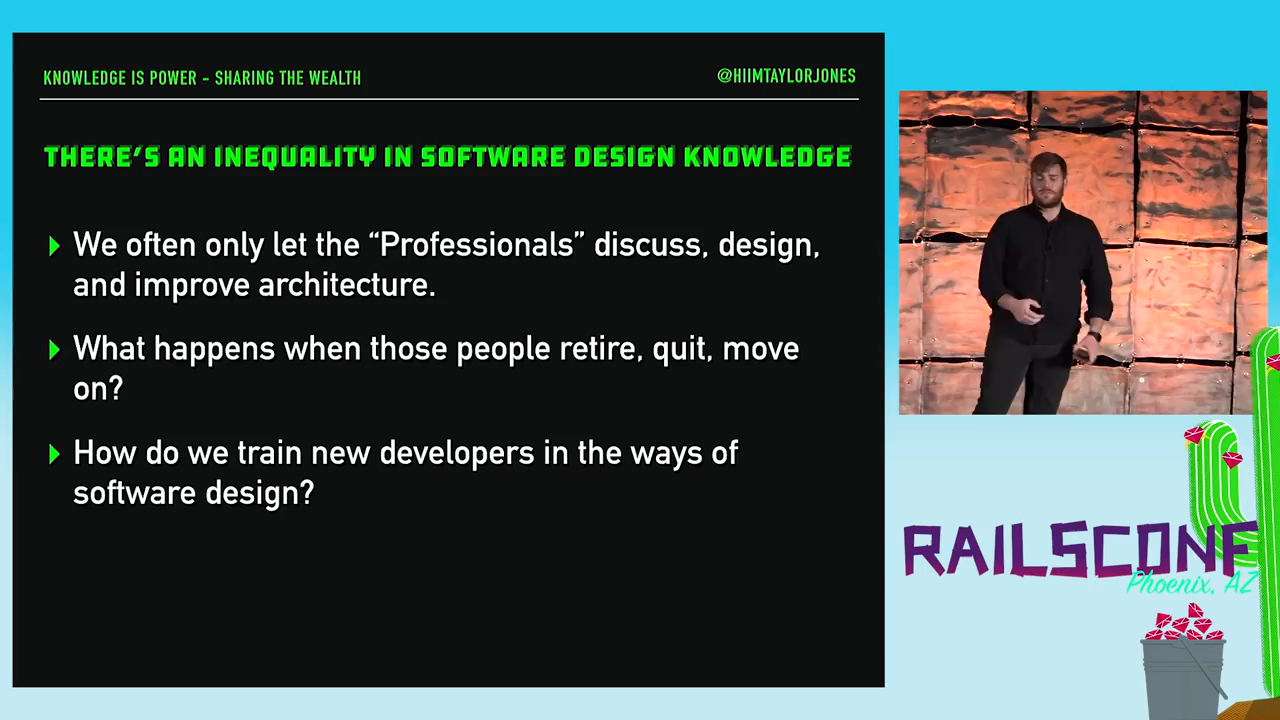 KNOWLEDGE IS POWER - SHARING THE WEALTH
@HIIMTAYLORJONES
THERE'S AN INEQUALITY IN SOFTWARE DESIGN KNOWLEDGE
We often only let the “Professionals” discuss, design,
and improve architecture.
What happens when those people retire, quit, move
on?
How do we train new developers in the ways of
software design?
RAILSCONF
Phoenix, AZ